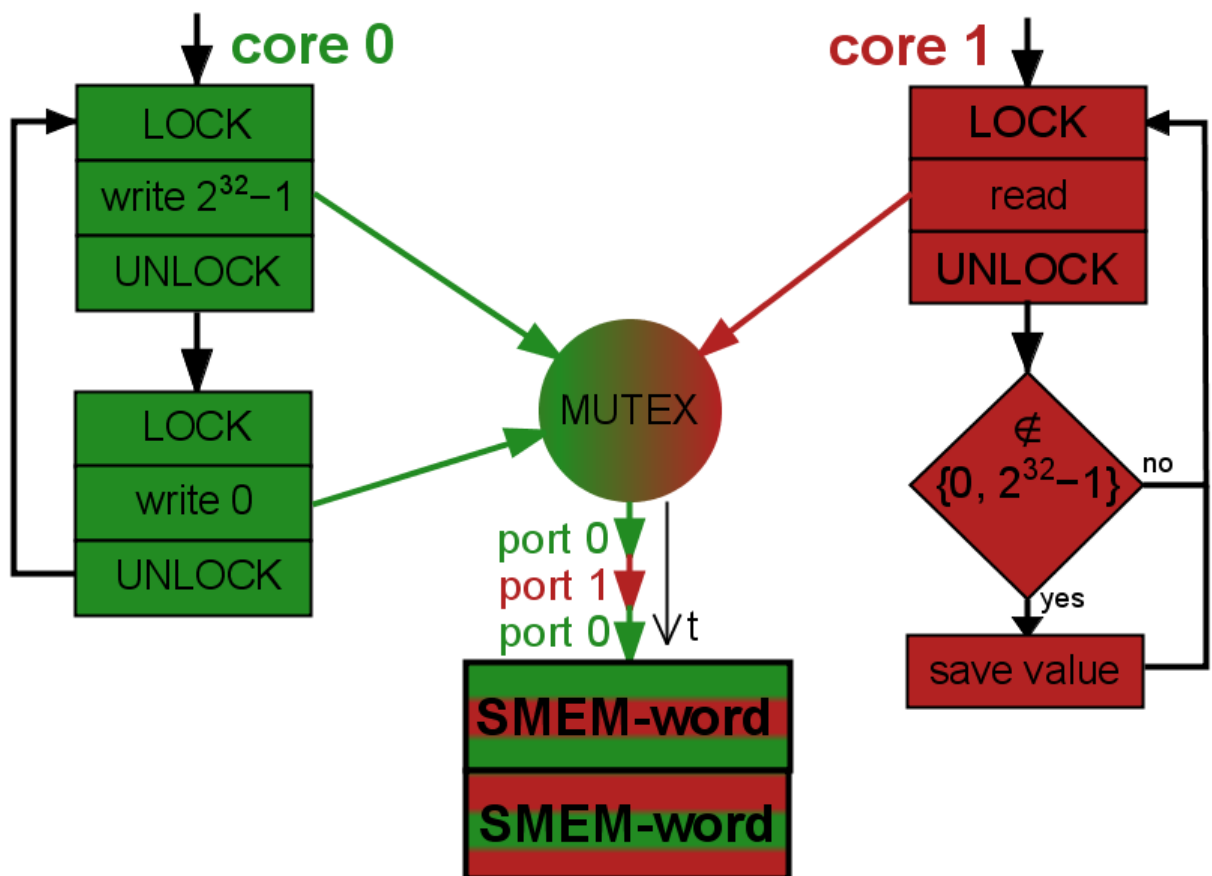 core 0
LOCK
write 2³²−1
UNLOCK
LOCK
write 0
UNLOCK
MUTEX
port 0
port 1
port 0
t
SMEM-word
SMEM-word
core 1
LOCK
read
UNLOCK
∉
{0, 2³²−1}
no
yes
save value